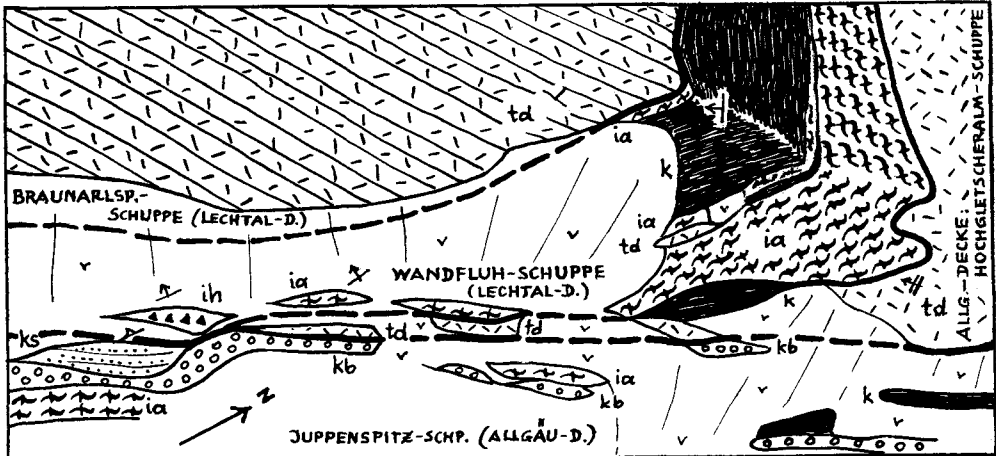 td
ALLG.-DECKE:
HOCHGLETSCHERALM-SCHUPPE
ia
k
BRAUNARLSP.-
SCHUPPE (LECHTAL-D.)
v
v
v
ia
td
ia
WANDFLUH-SCHUPPE
(LECHTAL-D.)
ih
ia
k
td
ks
v
td
td
v
v
kb
v
kb
ia
kb
ia
v
k
N
v
v
JUPPENSPITZ-SCHP. (ALLGÄU-D.)